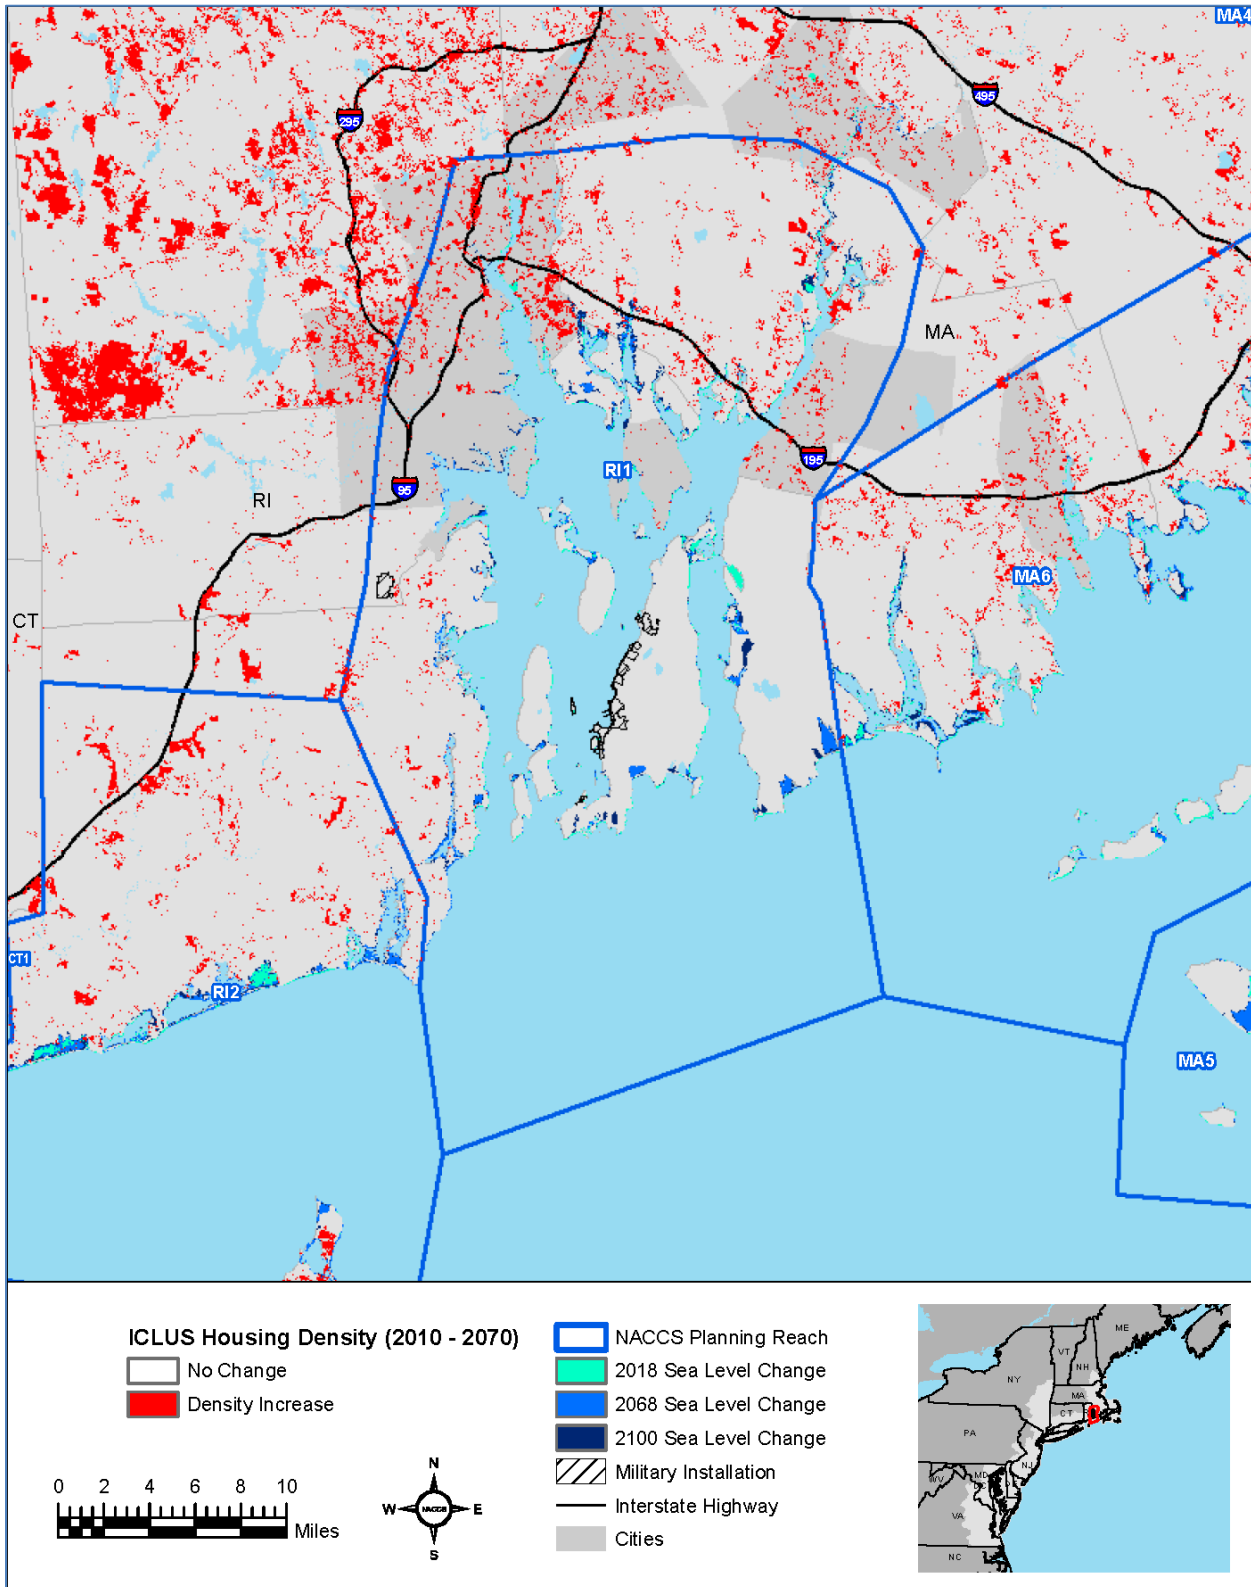 MA4
295
495
MA
RI1
195
RI
95
MA6
CT
CT1
RI2
MA5
ICLUS Housing Density (2010 - 2070)
No Change
Density Increase
NACCS Planning Reach
2018 Sea Level Change
2068 Sea Level Change
2100 Sea Level Change
Military Installation
Interstate Highway
Cities
0 2 4 6 8 10
Miles
N
W NACCS E
S
ME
VT
NH
NY
MA
CT
PA
NJ
MD
WV
VA
NC